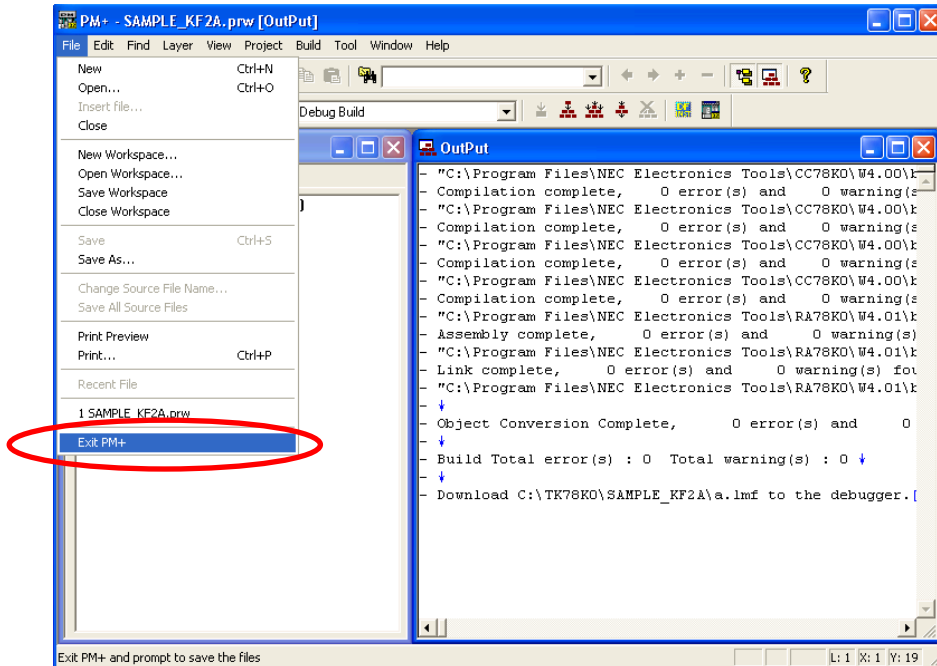 PM+ - SAMPLE_KF2A.prw [OutPut]
File Edit Find Layer View Project Build Tool Window Help
New Ctrl+N
Open... Ctrl+O
Insert file...
Close
New Workspace...
Open Workspace...
Save Workspace
Close Workspace
Save Ctrl+S
Save As...
Change Source File Name...
Save All Source Files
Print Preview
Print... Ctrl+P
Recent File
1 SAMPLE_KF2A.prw
Exit PM+
Debug Build
OutPut
- "C:\Program Files\NEC Electronics Tools\CC78K0\W4.00\b
- Compilation complete, 0 error(s) and 0 warning(s
- "C:\Program Files\NEC Electronics Tools\CC78K0\W4.00\b
- Compilation complete, 0 error(s) and 0 warning(s
- "C:\Program Files\NEC Electronics Tools\CC78K0\W4.00\b
- Compilation complete, 0 error(s) and 0 warning(s
- "C:\Program Files\NEC Electronics Tools\CC78K0\W4.00\b
- Compilation complete, 0 error(s) and 0 warning(s
- "C:\Program Files\NEC Electronics Tools\RA78K0\W4.01\b
- Assembly complete, 0 error(s) and 0 warning(s)
- "C:\Program Files\NEC Electronics Tools\RA78K0\W4.01\b
- Link complete, 0 error(s) and 0 warning(s) fou
- "C:\Program Files\NEC Electronics Tools\RA78K0\W4.01\b
- ↓
- Object Conversion Complete, 0 error(s) and 0
- ↓
- Build Total error(s) : 0 Total warning(s) : 0 ↓
- ↓
- Download C:\TK78K0\SAMPLE_KF2A\a.lmf to the debugger.[
Exit PM+ and prompt to save the files
L: 1 X: 1 Y: 19